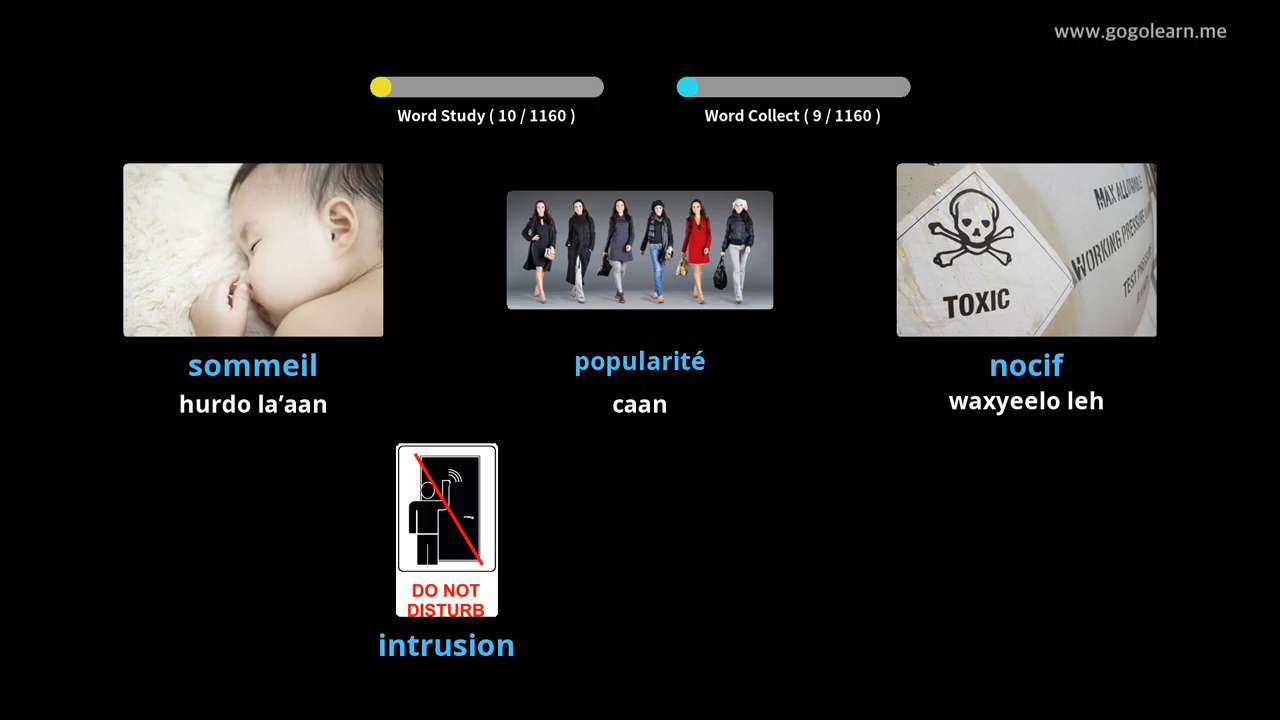 www.gogolearn.me
Word Study ( 10 / 1160 )
Word Collect ( 9 / 1160 )
MAX ALLOWABLE
WORKING PRESSURE
TEST
TOXIC
sommeil
popularité
nocif
hurdo la’aan
caan
waxyeelo leh
DO NOT
DISTURB
intrusion